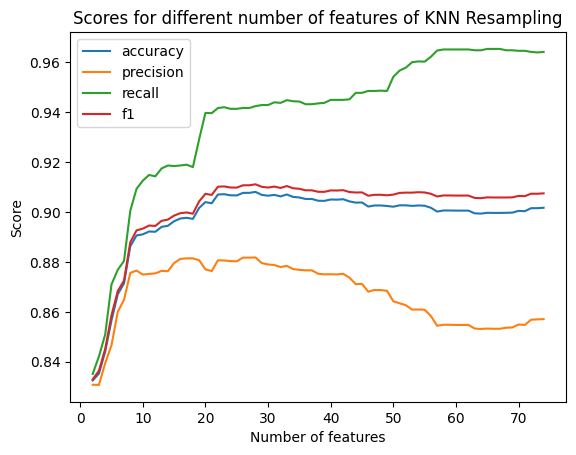 Scores for different number of features of KNN Resampling
accuracy
precision
recall
f1
Score
0.96
0.94
0.92
0.90
0.88
0.86
0.84
0 10 20 30 40 50 60 70
Number of features